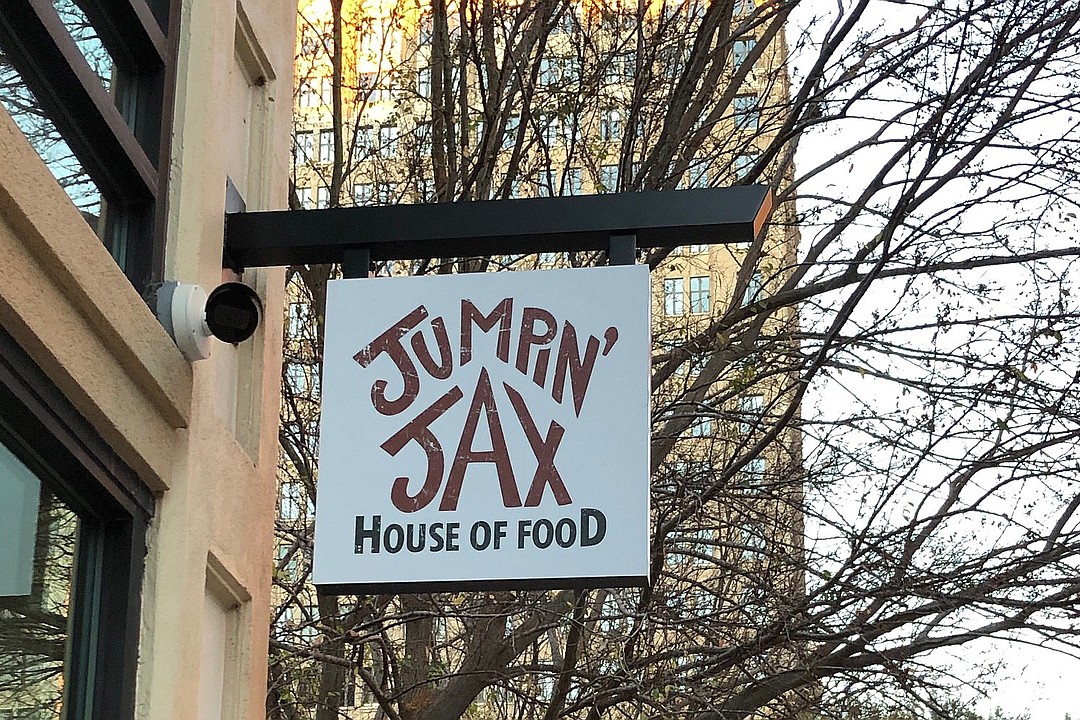 JUMPIN'
JAX
HOUSE OF FOOD